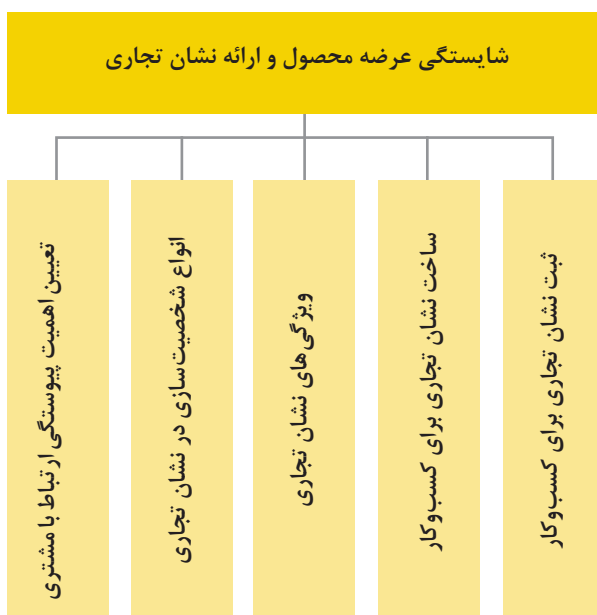 شایستگی عرضه محصول و ارائه نشان تجاری
ثبت نشان تجاری برای کسب‌وکار
ساخت نشان تجاری برای کسب‌وکار
ویژگی‌های نشان تجاری
انواع شخصیت‌سازی در نشان تجاری
تعیین اهمیت پیوستگی ارتباط با مشتری